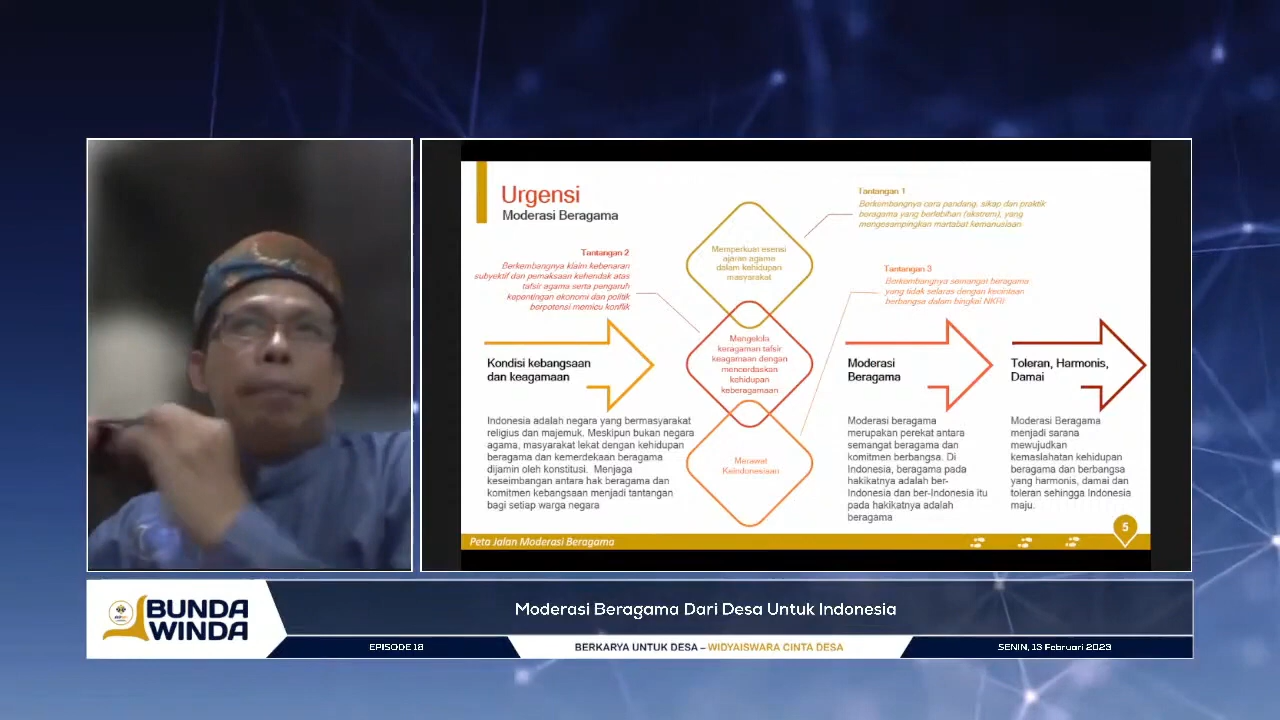 Urgensi
Moderasi Beragama
Tantangan 1
Berkembangnya cara pandang, sikap dan praktik
beragama yang berlebihan (ekstrem), yang
mengesampingkan martabat kemanusiaan
Tantangan 2
Berkembangnya klaim kebenaran
subyektif dan pemaksaan kehendak atas
tafsir agama serta pengaruh
kepentingan ekonomi dan politik
berpotensi memicu konflik
Memperkuat esensi
ajaran agama
dalam kehidupan
masyarakat
Tantangan 3
Berkembangnya semangat beragama
yang tidak selaras dengan kecintaan
berbangsa dalam bingkai NKRI
Kondisi kebangsaan
dan keagamaan
Mengelola
keragaman tafsir
keagamaan dengan
mencerdaskan
kehidupan
keberagamaan
Moderasi
Beragama
Toleran, Harmonis,
Damai
Indonesia adalah negara yang bermasyarakat
religius dan majemuk. Meskipun bukan negara
agama, masyarakat lekat dengan kehidupan
beragama dan kemerdekaan beragama
dijamin oleh konstitusi. Menjaga
keseimbangan antara hak beragama dan
komitmen kebangsaan menjadi tantangan
bagi setiap warga negara
Merawat
Keindonesiaan
Moderasi beragama
merupakan perekat antara
semangat beragama dan
komitmen berbangsa. Di
Indonesia, beragama pada
hakikatnya adalah ber-
Indonesia dan ber-Indonesia itu
pada hakikatnya adalah
beragama
Moderasi Beragama
menjadi sarana
mewujudkan
kemaslahatan kehidupan
beragama dan berbangsa
yang harmonis, damai dan
toleran sehingga Indonesia
maju.
Peta Jalan Moderasi Beragama
5
BUNDA
WINDA
Moderasi Beragama Dari Desa Untuk Indonesia
EPISODE 18
BERKARYA UNTUK DESA – WIDYAISWARA CINTA DESA
SENIN, 13 Februari 2023